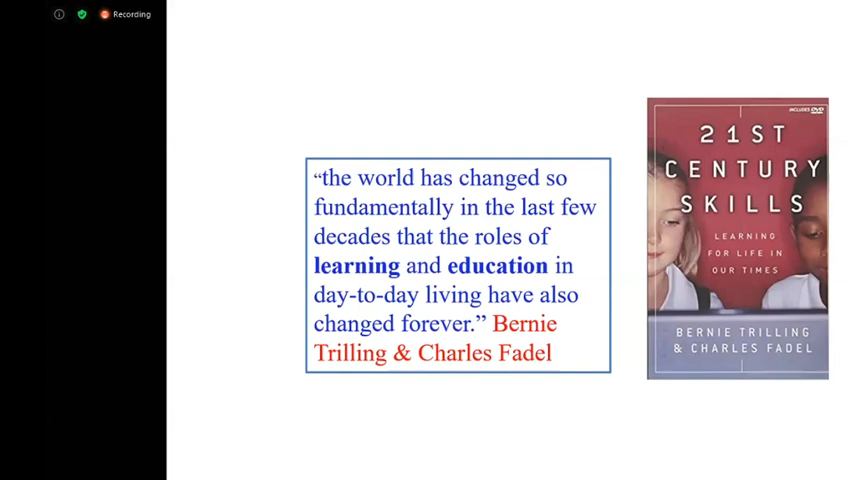 Recording
“the world has changed so
fundamentally in the last few
decades that the roles of
learning and education in
day-to-day living have also
changed forever.” Bernie
Trilling & Charles Fadel
INCLUDES DVD
21ST
CENTURY
SKILLS
LEARNING
FOR LIFE IN
OUR TIMES
BERNIE TRILLING
& CHARLES FADEL